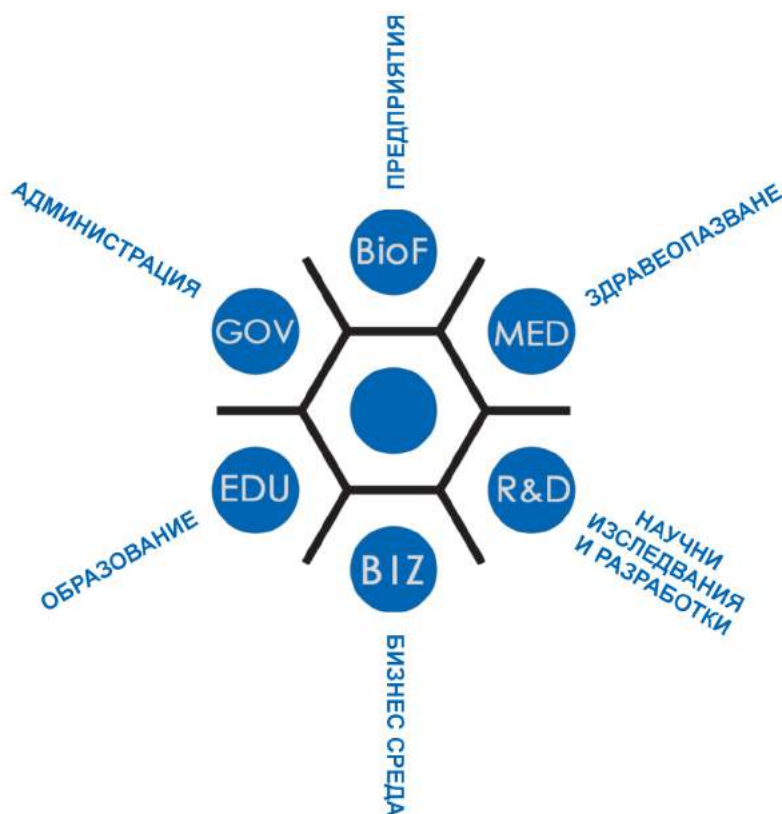 ПРЕДПРИЯТИЯ
BioF
АДМИНИСТРАЦИЯ
GOV
ЗДРАВЕОПАЗВАНЕ
MED
ОБРАЗОВАНИЕ
EDU
R&D
НАУЧНИ
ИЗСЛЕДВАНИЯ
И РАЗРАБОТКИ
BIZ
БИЗНЕС СРЕДА